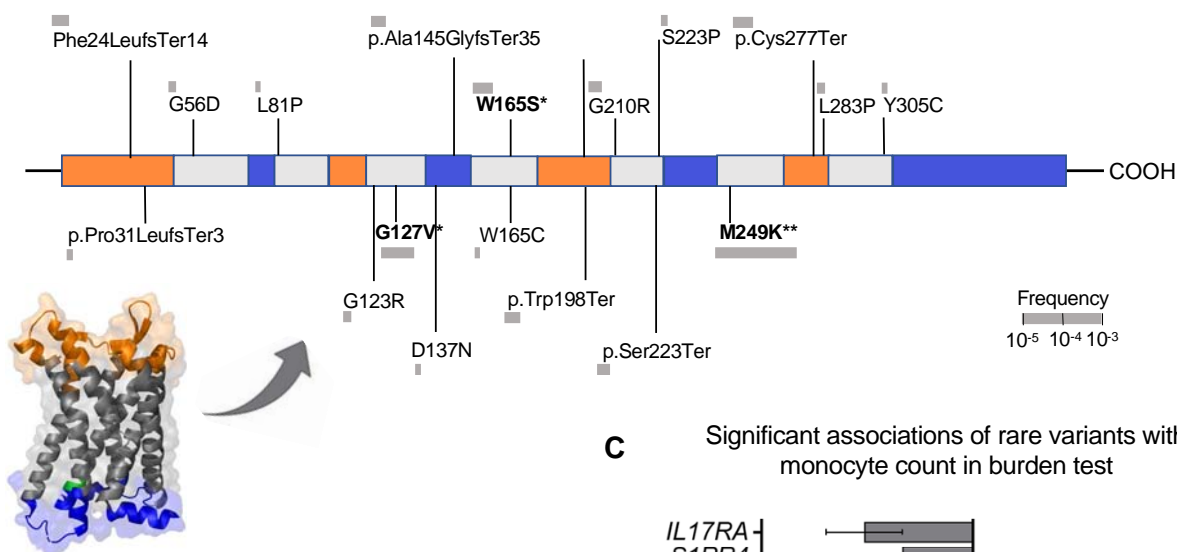 Phe24LeufsTer14
p.Ala145GlyfsTer35
S223P
p.Cys277Ter
G56D
L81P
W165S*
G210R
L283P
Y305C
COOH
p.Pro31LeufsTer3
G127V*
W165C
M249K**
G123R
p.Trp198Ter
D137N
p.Ser223Ter
Frequency
10-5 10-4 10-3
C
Significant associations of rare variants with
monocyte count in burden test
IL17RA